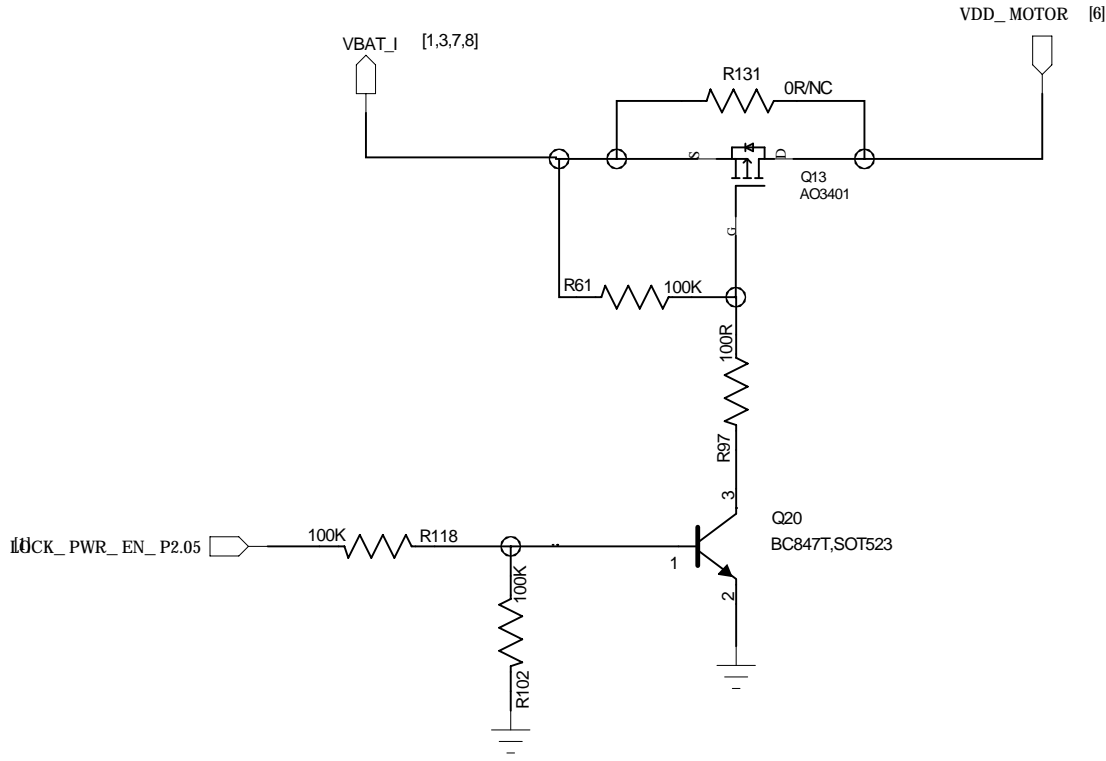 VDD_ MOTOR [6]
VBAT_I [1,3,7,8]
R131
0R/NC
S
D
Q13
AO3401
G
R61
100K
100R
R97
3
Q20
BC847T,SOT523
LOCK_ PWR_ EN_ P2.05
100K
R118
1
100K
2
R102